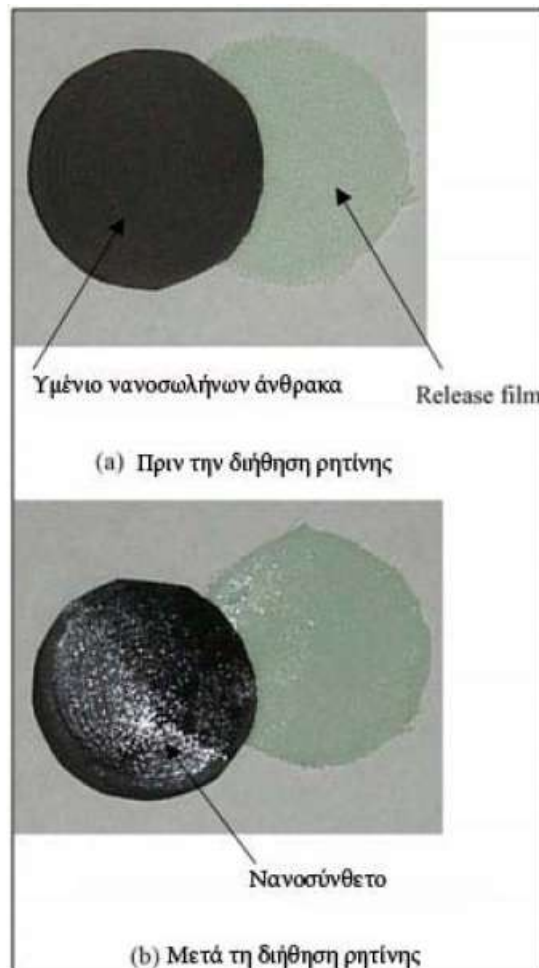 Υμένιο νανοσωλήνων άνθρακα
Release film
(a) Πριν την διήθηση ρητίνης
Νανοσύνθετο
(b) Μετά τη διήθηση ρητίνης